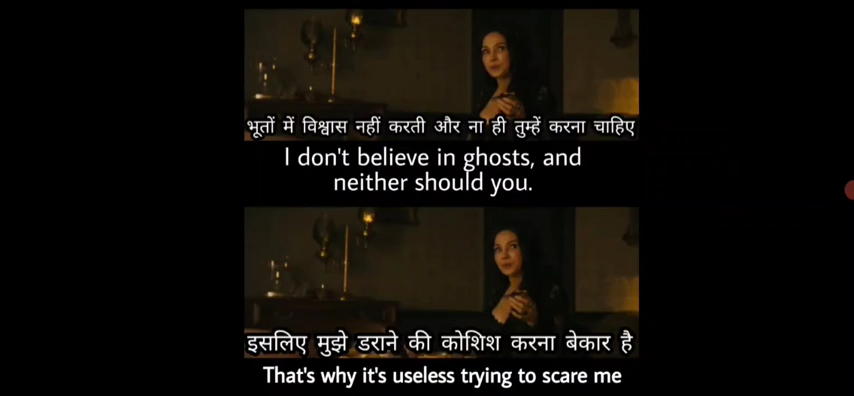 भूतों में विश्वास नहीं करती और ना ही तुम्हें करना चाहिए
I don't believe in ghosts, and
neither should you.
इसलिए मुझे डराने की कोशिश करना बेकार है
That's why it's useless trying to scare me